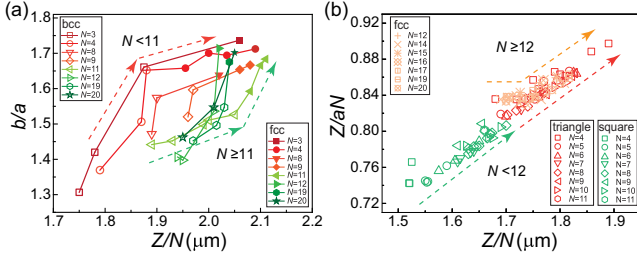 (a)
bcc
N=3
N=4
N=8
N=9
N=11
N=12
N=19
N=20
N<11
N≥11
fcc
N=3
N=4
N=8
N=9
N=11
N=12
N=19
N=20
b/a
1.8
1.7
1.6
1.5
1.4
1.3
1.7 1.8 1.9 2.0 2.1 2.2
Z/N (μm)
(b)
fcc
N=12
N=14
N=15
N=16
N=17
N=19
N=20
N≥12
N<12
triangle
N=4
N=5
N=6
N=7
N=8
N=9
N=10
N=11
square
N=4
N=5
N=6
N=7
N=8
N=9
N=10
N=11
Z/aN
0.92
0.88
0.84
0.80
0.76
0.72
1.5 1.6 1.7 1.8 1.9
Z/N (μm)